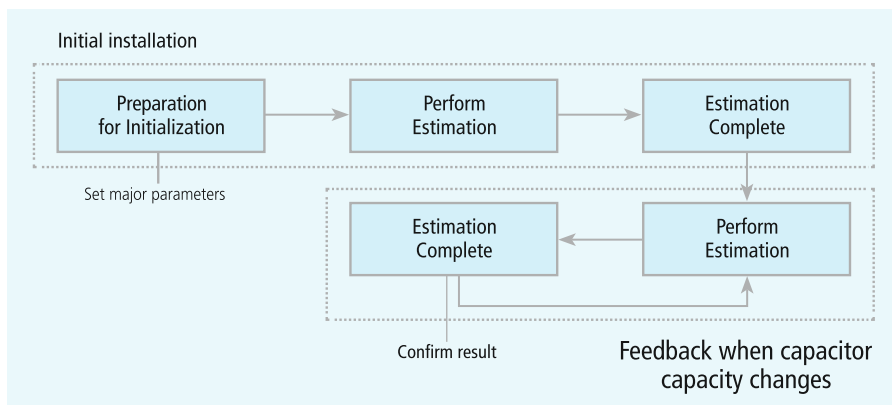 Initial installation
Preparation
for Initialization
Perform
Estimation
Estimation
Complete
Set major parameters
Estimation
Complete
Perform
Estimation
Confirm result
Feedback when capacitor
capacity changes